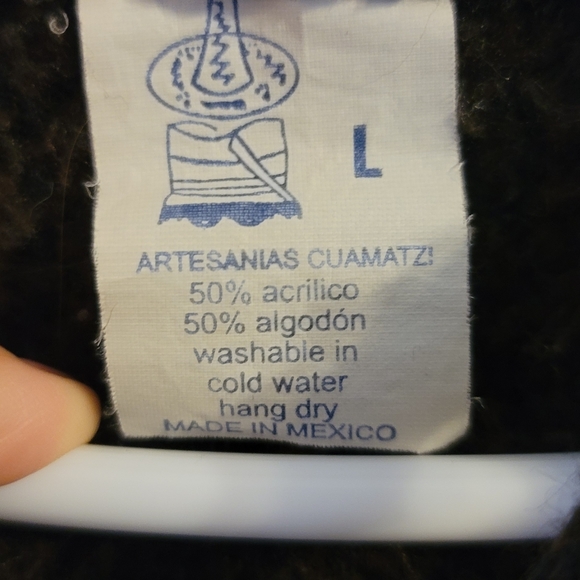 L
ARTESANIAS CUAMATZI
50% acrilico
50% algodón
washable in
cold water
hang dry
MADE IN MEXICO